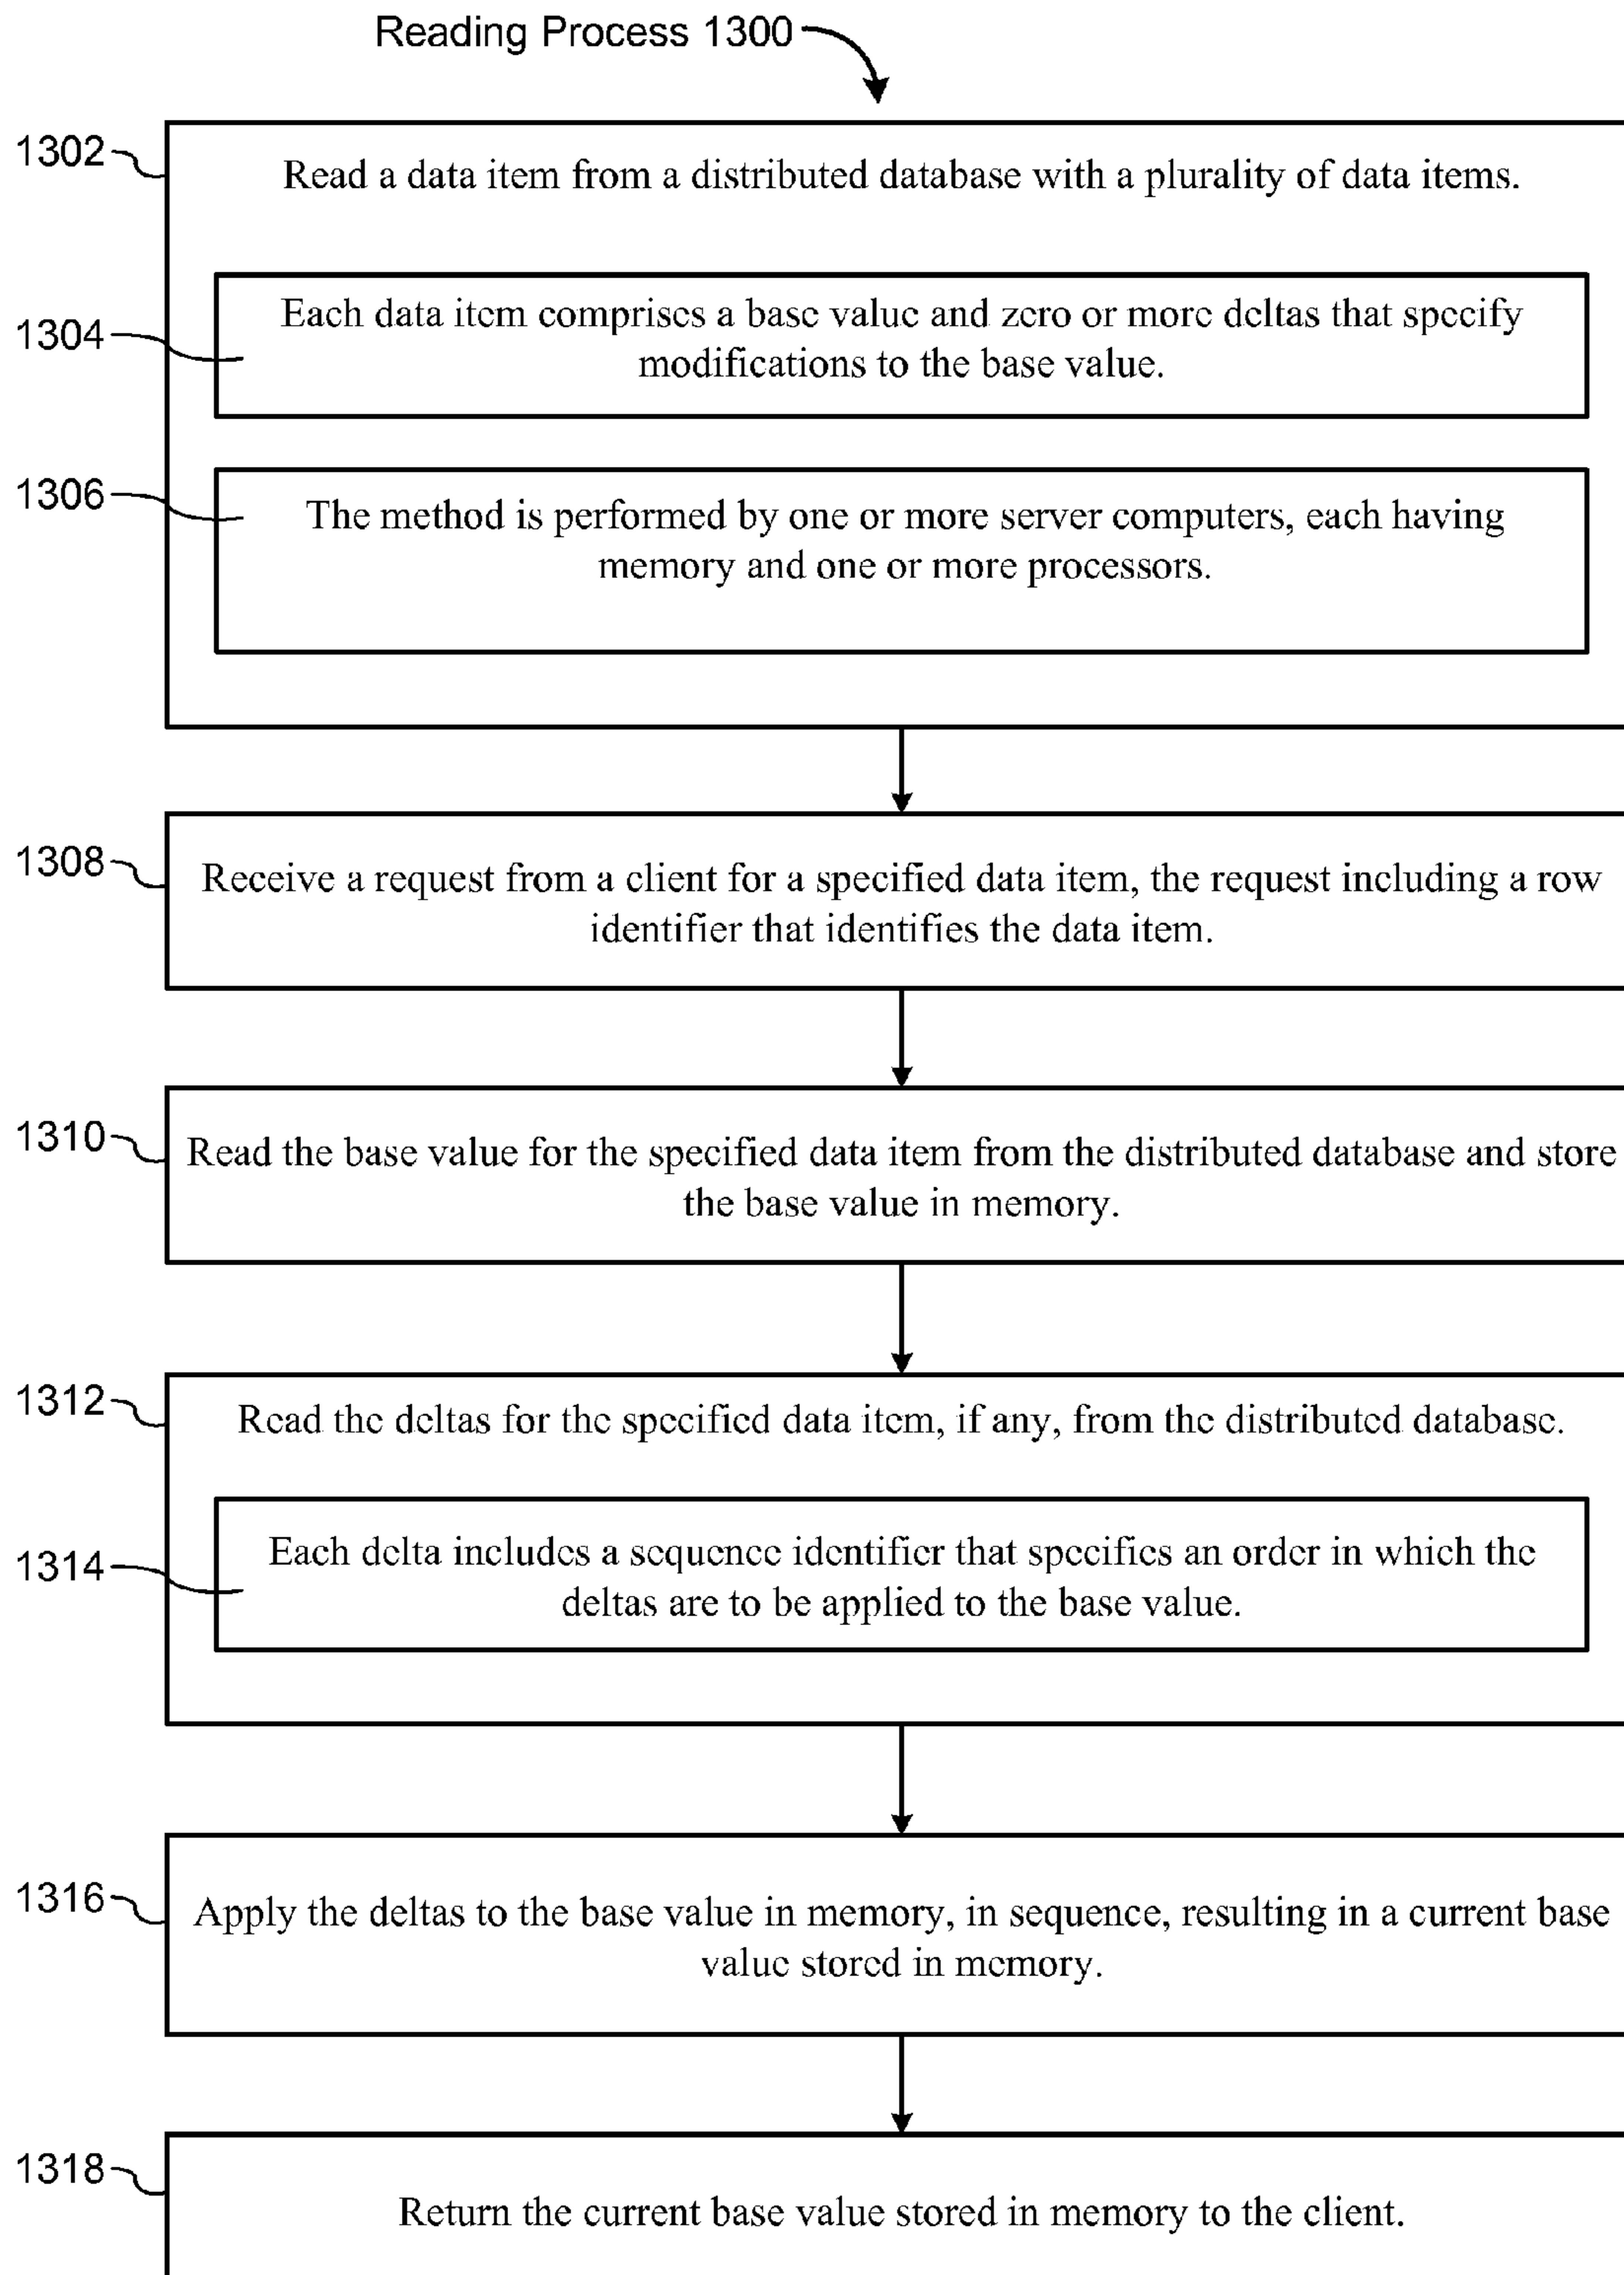 Reading Process 1300
1302
Read a data item from a distributed database with a plurality of data items.
1304
Each data item comprises a base value and zero or more deltas that specify
modifications to the base value.
1306
The method is performed by one or more server computers, each having
memory and one or more processors.
1308
Receive a request from a client for a specified data item, the request including a row
identifier that identifies the data item.
1310
Read the base value for the specified data item from the distributed database and store
the base value in memory.
1312
Read the deltas for the specified data item, if any, from the distributed database.
1314
Each delta includes a sequence identifier that specifies an order in which the
deltas are to be applied to the base value.
1316
Apply the deltas to the base value in memory, in sequence, resulting in a current base
value stored in memory.
1318
Return the current base value stored in memory to the client.